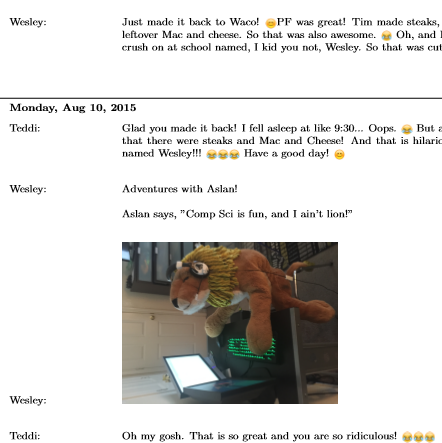 Wesley: Just made it back to Waco! 😊PF was great! Tim made steaks,
leftover Mac and cheese. So that was also awesome. 😂 Oh, and
crush on at school named, I kid you not, Wesley. So that was cut
Monday, Aug 10, 2015
Teddi: Glad you made it back! I fell asleep at like 9:30... Oops. 😂 But a
that there were steaks and Mac and Cheese! And that is hilario
named Wesley!!! 😂😂😂 Have a good day! 😊
Wesley: Adventures with Aslan!
Aslan says, "Comp Sci is fun, and I ain't lion!"
Wesley:
Teddi: Oh my gosh. That is so great and you are so ridiculous! 😂😂😂